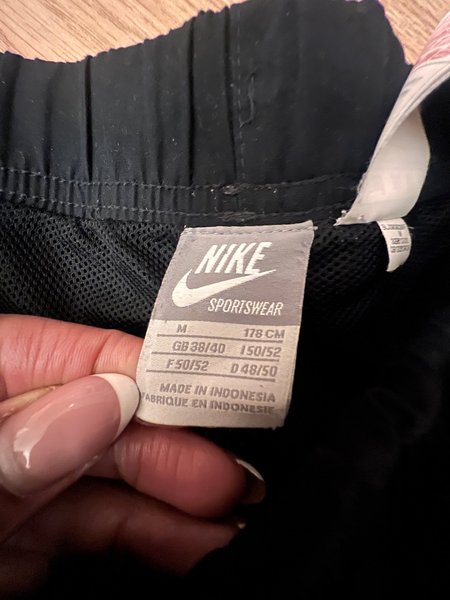 NIKE
SPORTSWEAR
M 178 CM
GB 38/40 I 50/52
F 50/52 D 48/50
MADE IN INDONESIA
FABRIQUE EN INDONESIE